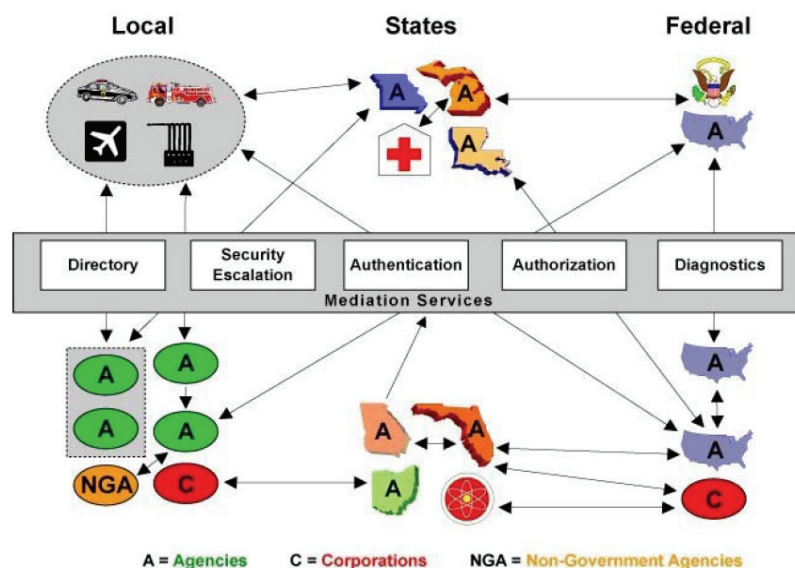 Local
States
Federal
A
A
A
A
Directory
Security
Escalation
Authentication
Authorization
Diagnostics
Mediation Services
A
A
A
A
NGA
C
A
A
A
A
A
C
A = Agencies
C = Corporations
NGA = Non-Government Agencies